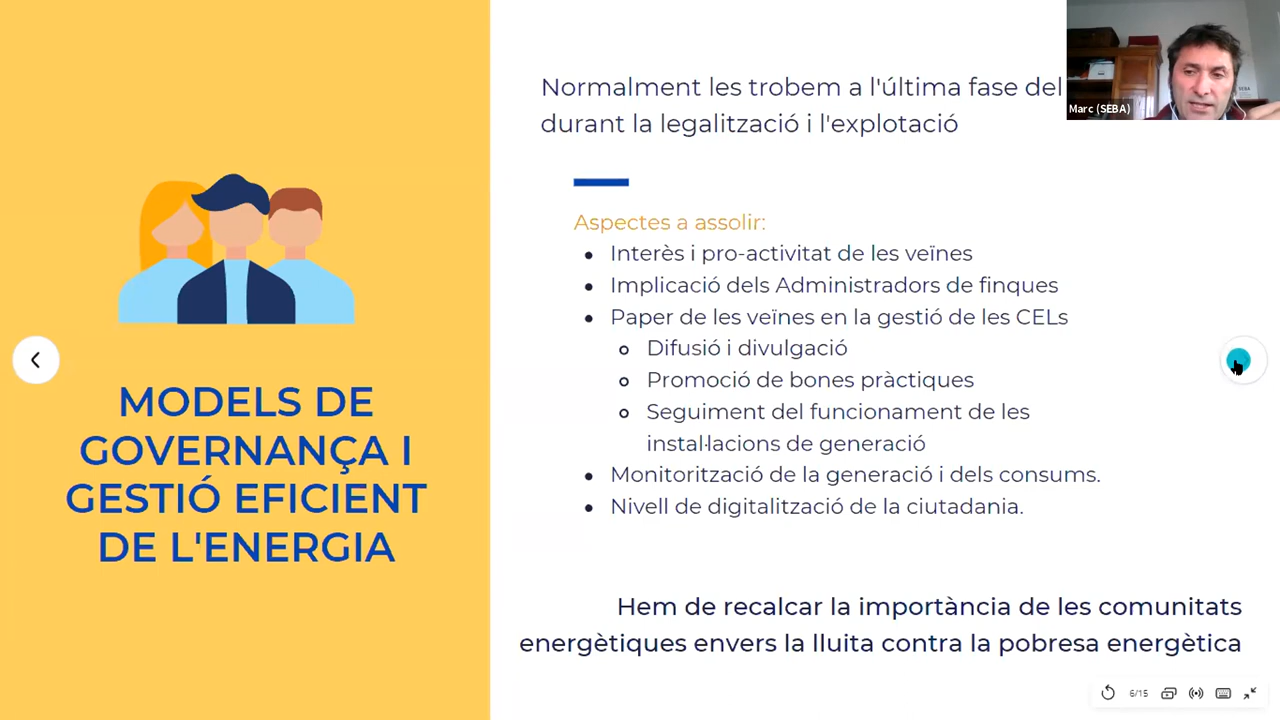 Normalment les trobem a l'última fase del
durant la legalització i l'explotació
Marc (SEBA)
Aspectes a assolir:
• Interès i pro-activitat de les veïnes
• Implicació dels Administradors de finques
• Paper de les veïnes en la gestió de les CELs
o Difusió i divulgació
o Promoció de bones pràctiques
o Seguiment del funcionament de les
instal·lacions de generació
• Monitorització de la generació i dels consums.
• Nivell de digitalització de la ciutadania.
MODELS DE
GOVERNANÇA I
GESTIÓ EFICIENT
DE L'ENERGIA
Hem de recalcar la importància de les comunitats
energètiques envers la lluita contra la pobresa energètica
6/15